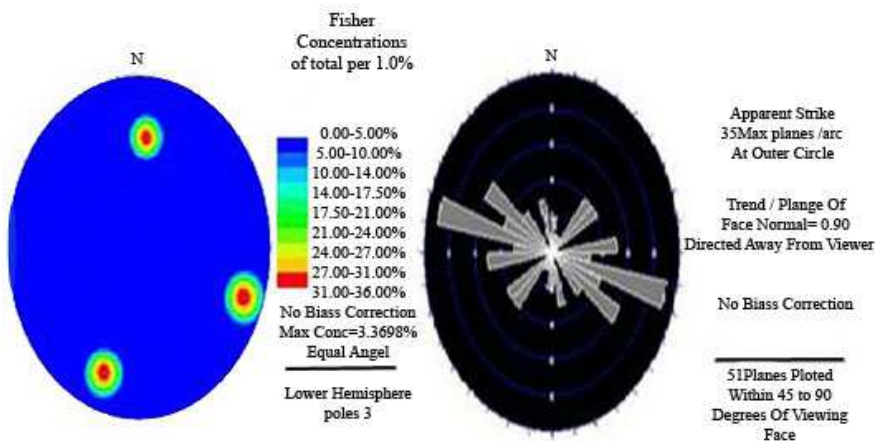 Fisher
Concentrations
of total per 1.0%
N
0.00-5.00%
5.00-10.00%
10.00-14.00%
14.00-17.50%
17.50-21.00%
21.00-24.00%
24.00-27.00%
27.00-31.00%
31.00-36.00%
No Biass Correction
Max Conc=3.3698%
Equal Angel
Lower Hemisphere
poles 3
N
Apparent Strike
35Max planes /arc
At Outer Circle
Trend / Plange Of
Face Normal= 0.90
Directed Away From Viewer
No Biass Correction
51Planes Ploted
Within 45 to 90
Degrees Of Viewing
Face